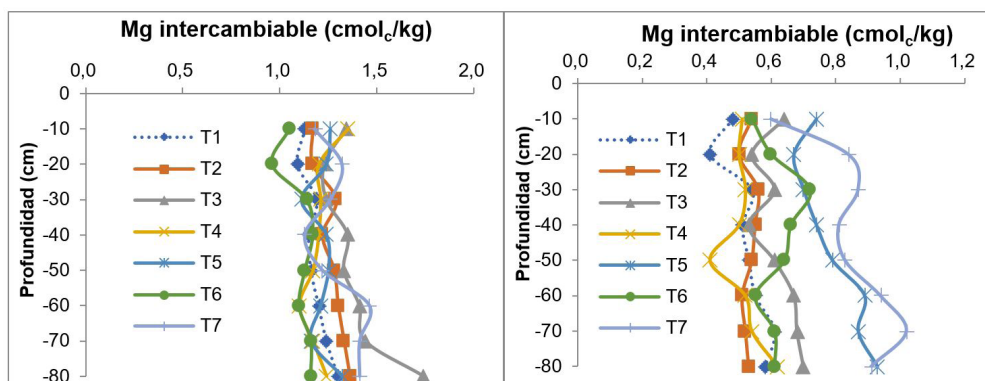 Mg intercambiable (cmolc/kg)
0,0 0,5 1,0 1,5 2,0
Profundidad (cm)
0
-10
-20
-30
-40
-50
-60
-70
-80
T1
T2
T3
T4
T5
T6
T7
Mg intercambiable (cmolc/kg)
0,0 0,2 0,4 0,6 0,8 1,0 1,2
Profundidad (cm)
0
-10
-20
-30
-40
-50
-60
-70
-80
T1
T2
T3
T4
T5
T6
T7